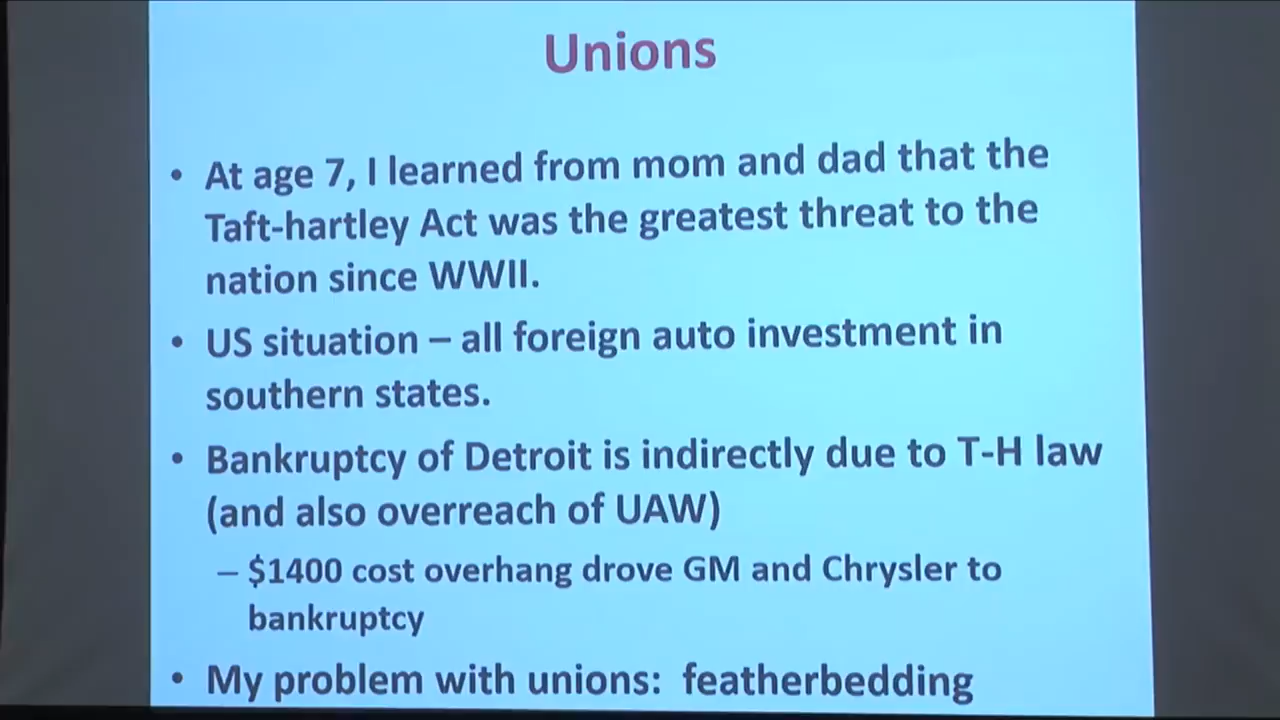 Unions
• At age 7, I learned from mom and dad that the
Taft-hartley Act was the greatest threat to the
nation since WWII.
• US situation – all foreign auto investment in
southern states.
• Bankruptcy of Detroit is indirectly due to T-H law
(and also overreach of UAW)
– $1400 cost overhang drove GM and Chrysler to
bankruptcy
• My problem with unions: featherbedding